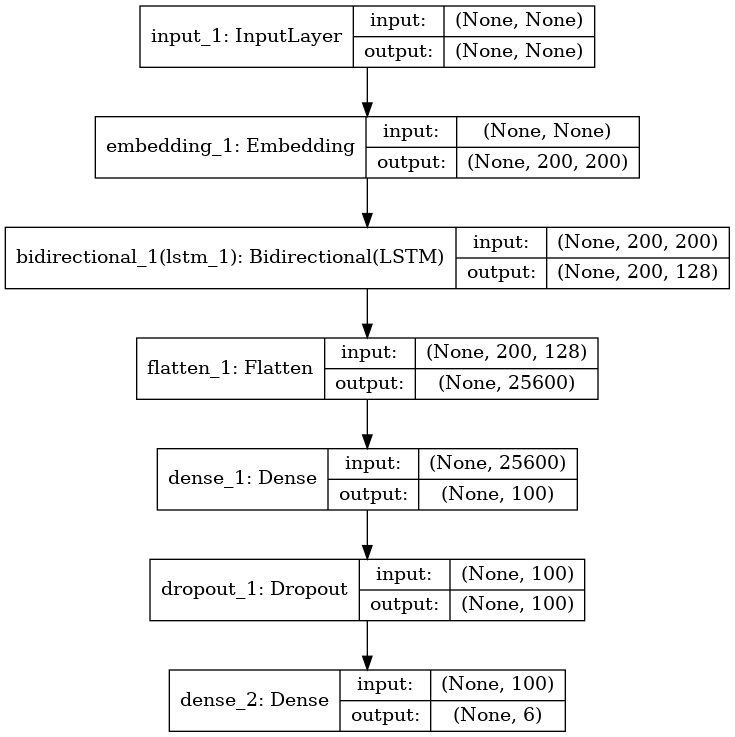 input_1: InputLayer
input: (None, None)
output: (None, None)
embedding_1: Embedding
input: (None, None)
output: (None, 200, 200)
bidirectional_1(lstm_1): Bidirectional(LSTM)
input: (None, 200, 200)
output: (None, 200, 128)
flatten_1: Flatten
input: (None, 200, 128)
output: (None, 25600)
dense_1: Dense
input: (None, 25600)
output: (None, 100)
dropout_1: Dropout
input: (None, 100)
output: (None, 100)
dense_2: Dense
input: (None, 100)
output: (None, 6)